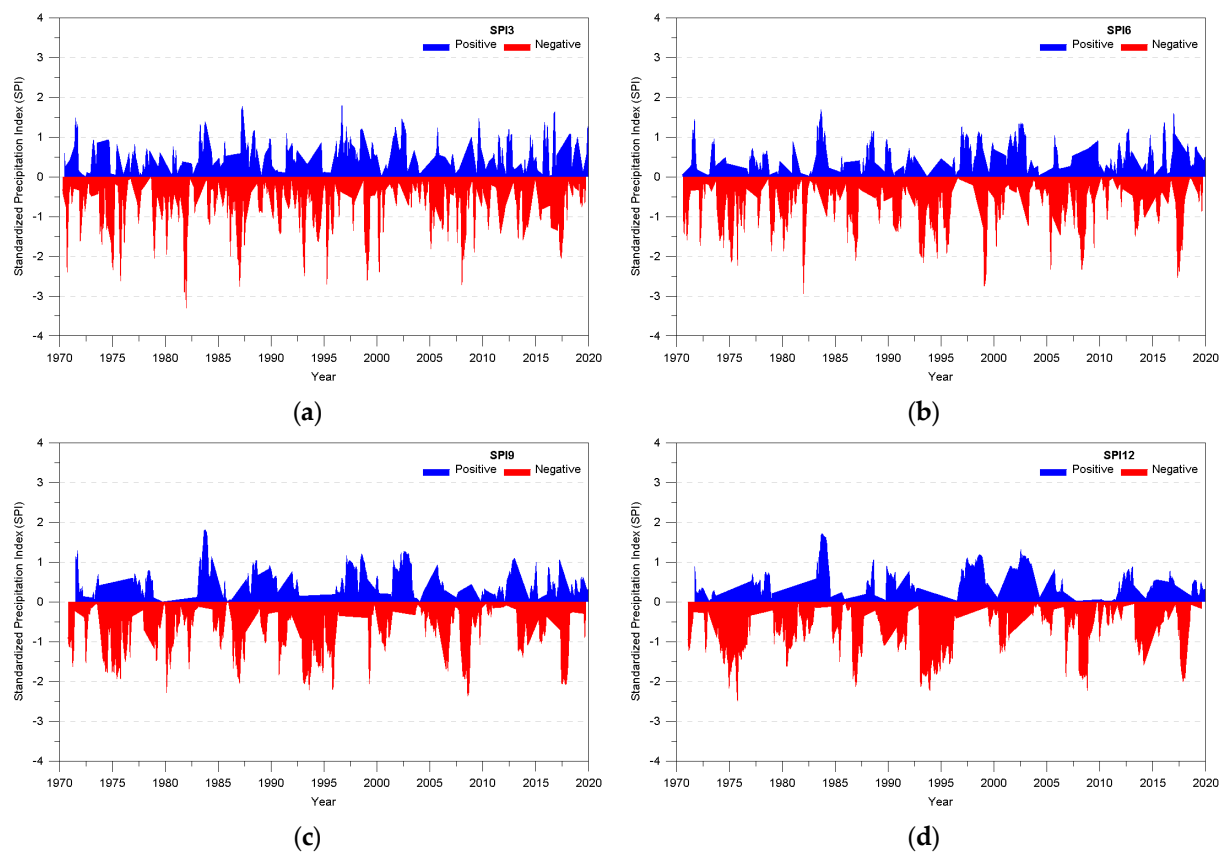 SPI3
Positive Negative
Standardized Precipitation Index (SPI)
4
3
2
1
0
-1
-2
-3
-4
1970 1975 1980 1985 1990 1995 2000 2005 2010 2015 2020
Year
(a)
SPI6
Positive Negative
Standardized Precipitation Index (SPI)
4
3
2
1
0
-1
-2
-3
-4
1970 1975 1980 1985 1990 1995 2000 2005 2010 2015 2020
Year
(b)
SPI9
Positive Negative
Standardized Precipitation Index (SPI)
4
3
2
1
0
-1
-2
-3
-4
1970 1975 1980 1985 1990 1995 2000 2005 2010 2015 2020
Year
(c)
SPI12
Positive Negative
Standardized Precipitation Index (SPI)
4
3
2
1
0
-1
-2
-3
-4
1970 1975 1980 1985 1990 1995 2000 2005 2010 2015 2020
Year
(d)